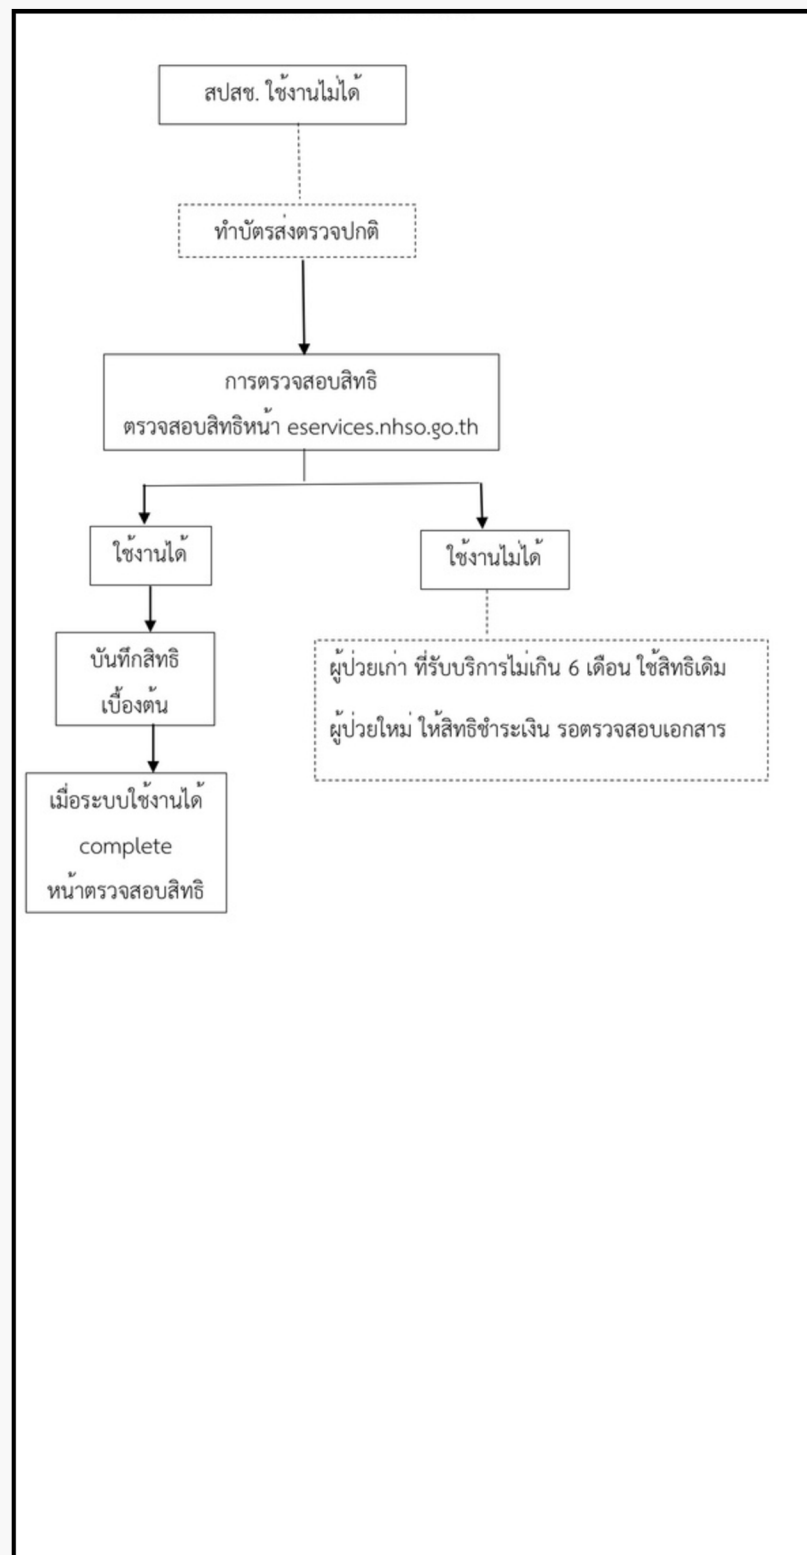 สปสช. ใช้งานไม่ได้
ทำบัตรส่งตรวจปกติ
การตรวจสอบสิทธิ
ตรวจสอบสิทธิหน้า eservices.nhso.go.th
ใช้งานได้
ใช้งานไม่ได้
บันทึกสิทธิ
เบื้องต้น
ผู้ป่วยเก่า ที่รับบริการไม่เกิน 6 เดือน ใช้สิทธิเดิม
ผู้ป่วยใหม่ ให้สิทธิชำระเงิน รอตรวจสอบเอกสาร
เมื่อระบบใช้งานได้
complete
หน้าตรวจสอบสิทธิ